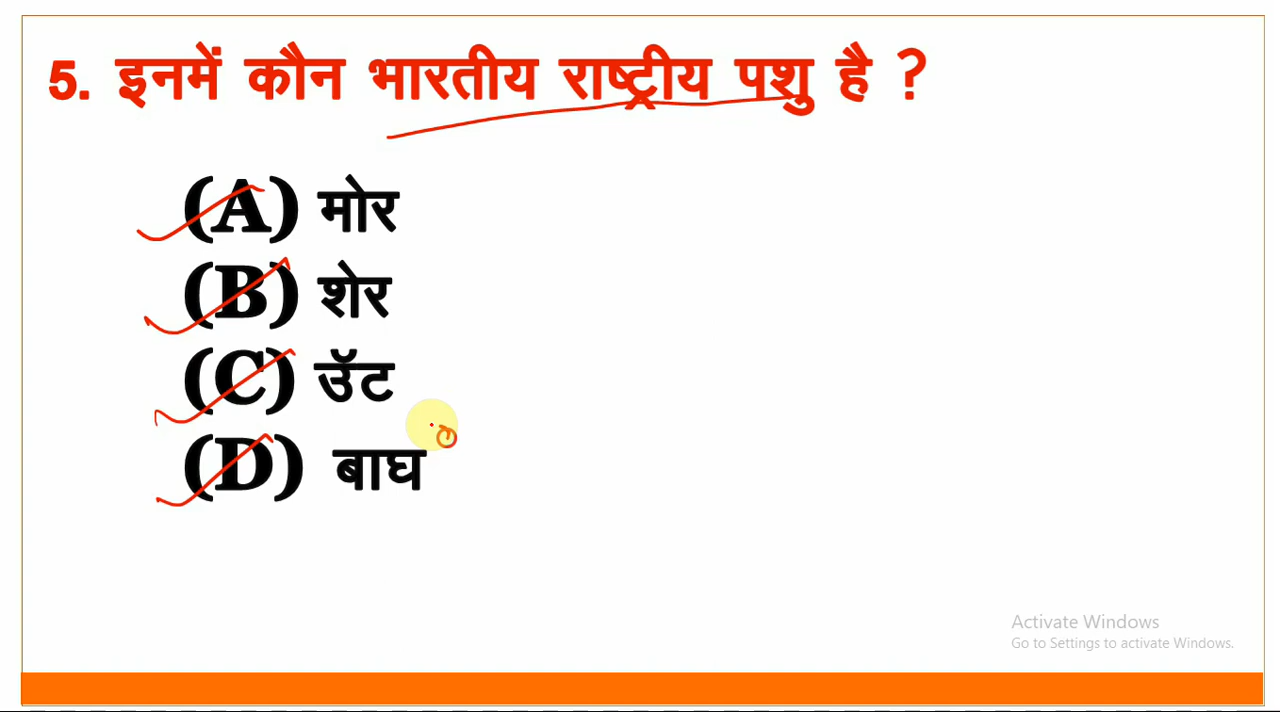 5. इनमें कौन भारतीय राष्ट्रीय पशु है ?
(A) मोर
(B) शेर
(C) उॅट
(D) बाघ
Activate Windows
Go to Settings to activate Windows.